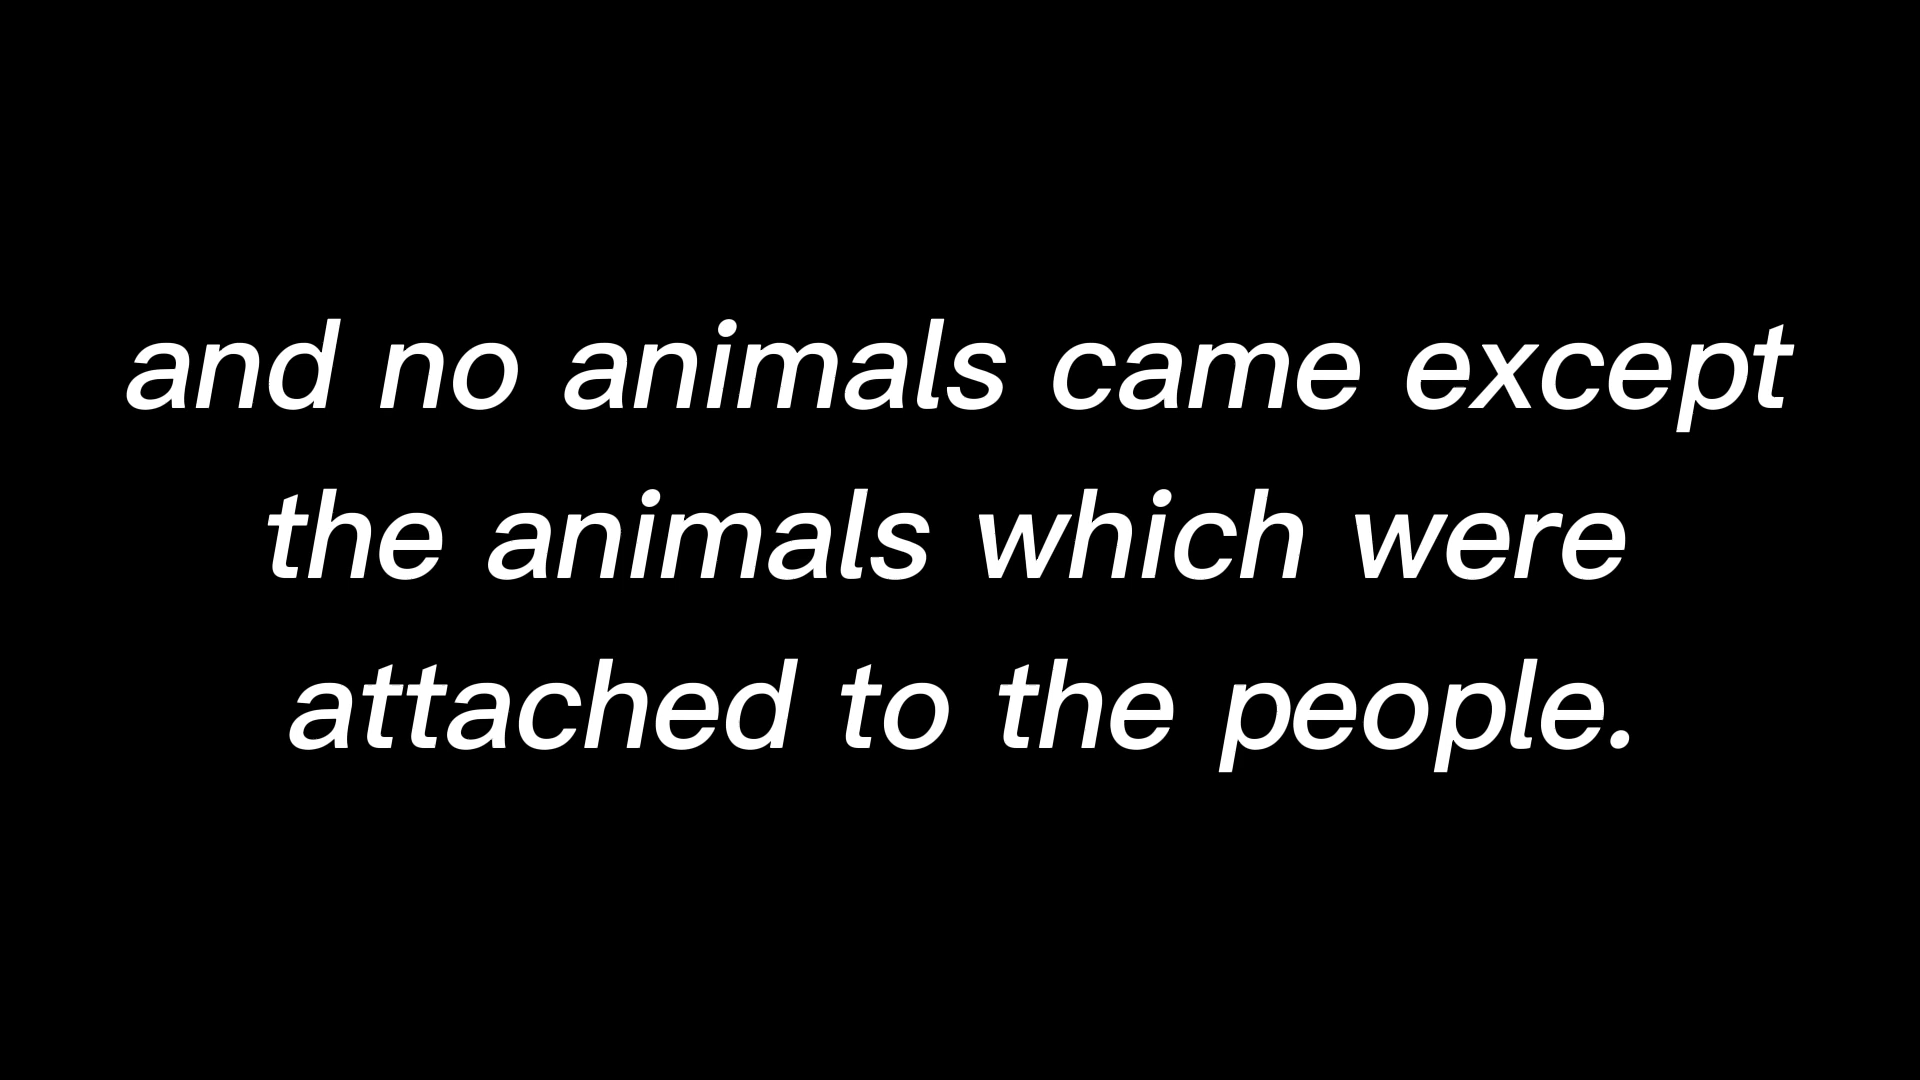 and no animals came except
the animals which were
attached to the people.